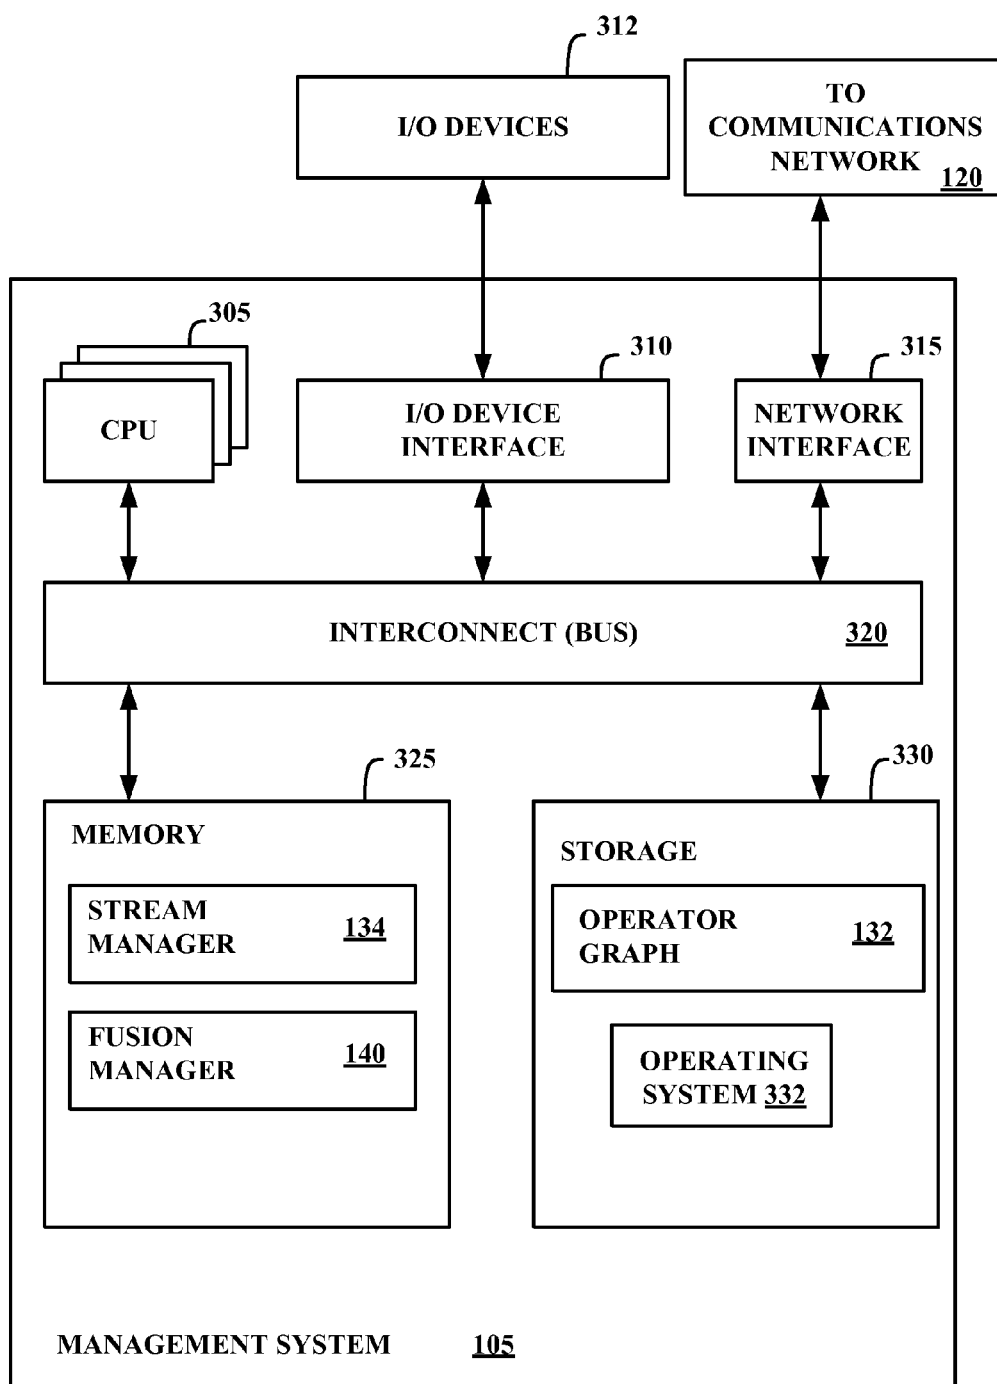 312
I/O DEVICES
TO
COMMUNICATIONS
NETWORK
120
305
CPU
310
I/O DEVICE
INTERFACE
315
NETWORK
INTERFACE
INTERCONNECT (BUS) 320
325
MEMORY
STREAM
MANAGER
134
FUSION
MANAGER
140
330
STORAGE
OPERATOR
GRAPH
132
OPERATING
SYSTEM 332
MANAGEMENT SYSTEM 105